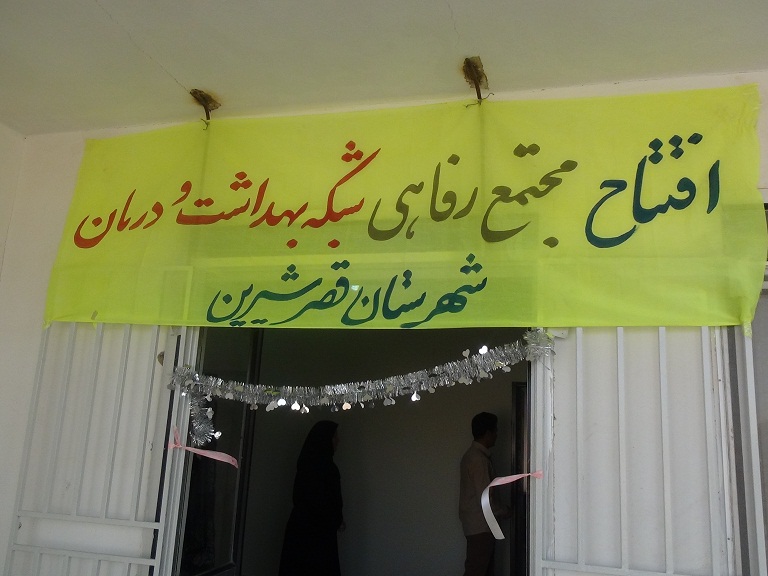 افتتاح مجتمع رفاهی شبکه بهداشت و درمان
شهرستان قصرشیرین